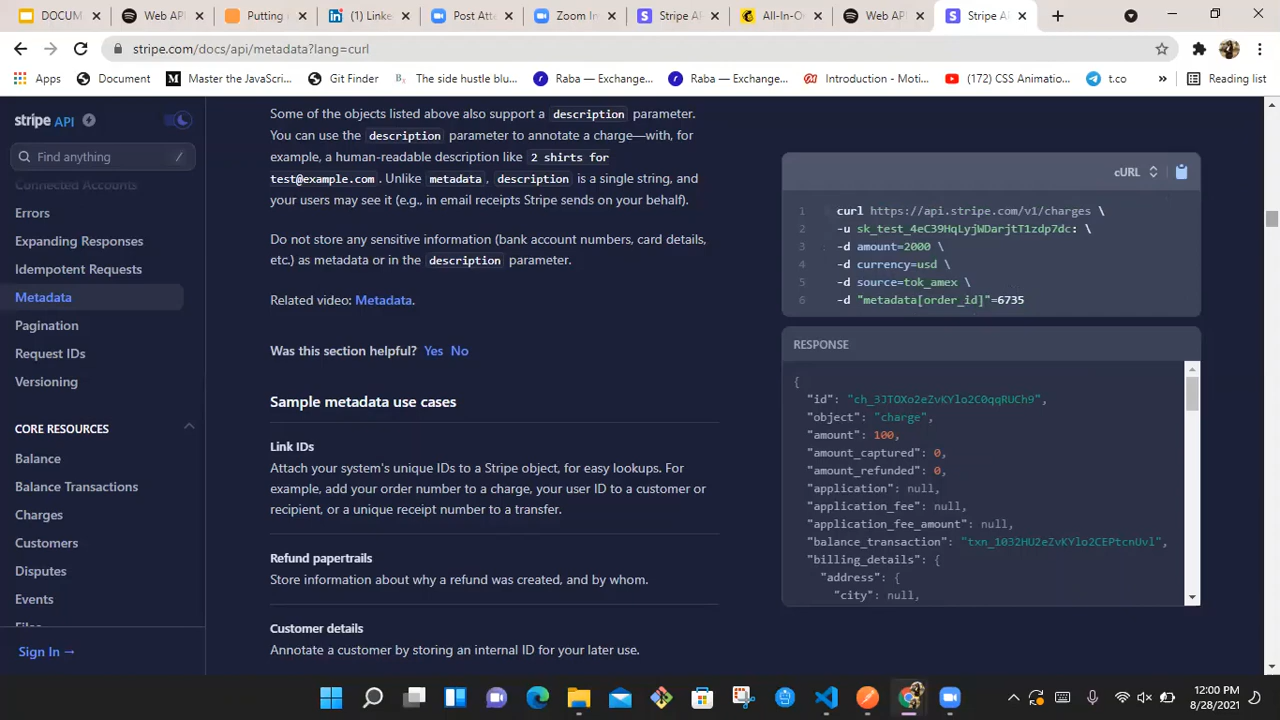 DOCUM
Web API
Putting
(1) Linke
Post Atte
Zoom In
Stripe AP
All-In-O
Web API
Stripe A
stripe.com/docs/api/metadata?lang=curl
Apps
Document
Master the JavaScri...
Git Finder
The side hustle blu...
Raba — Exchange...
Raba — Exchange...
Introduction - Moti...
(172) CSS Animatio...
t.co
»
Reading list
stripe API
Find anything /
Connected Accounts
Errors
Expanding Responses
Idempotent Requests
Metadata
Pagination
Request IDs
Versioning
CORE RESOURCES
Balance
Balance Transactions
Charges
Customers
Disputes
Events
Files
Sign In →
Some of the objects listed above also support a description parameter.
You can use the description parameter to annotate a charge—with, for
example, a human-readable description like 2 shirts for
test@example.com. Unlike metadata, description is a single string, and
your users may see it (e.g., in email receipts Stripe sends on your behalf).
Do not store any sensitive information (bank account numbers, card details,
etc.) as metadata or in the description parameter.
Related video: Metadata.
Was this section helpful? Yes No
Sample metadata use cases
Link IDs
Attach your system's unique IDs to a Stripe object, for easy lookups. For
example, add your order number to a charge, your user ID to a customer or
recipient, or a unique receipt number to a transfer.
Refund papertrails
Store information about why a refund was created, and by whom.
Customer details
Annotate a customer by storing an internal ID for your later use.
cURL
1 curl https://api.stripe.com/v1/charges \
2 -u sk_test_4eC39HqLyjWDarjtT1zdp7dc: \
3 -d amount=2000 \
4 -d currency=usd \
5 -d source=tok_amex \
6 -d "metadata[order_id]"=6735
RESPONSE
{
"id": "ch_3JTOXo2eZvKYlo2C0qqRUCh9",
"object": "charge",
"amount": 100,
"amount_captured": 0,
"amount_refunded": 0,
"application": null,
"application_fee": null,
"application_fee_amount": null,
"balance_transaction": "txn_1032HU2eZvKYlo2CEPtcnUvl",
"billing_details": {
"address": {
"city": null,
12:00 PM
8/28/2021